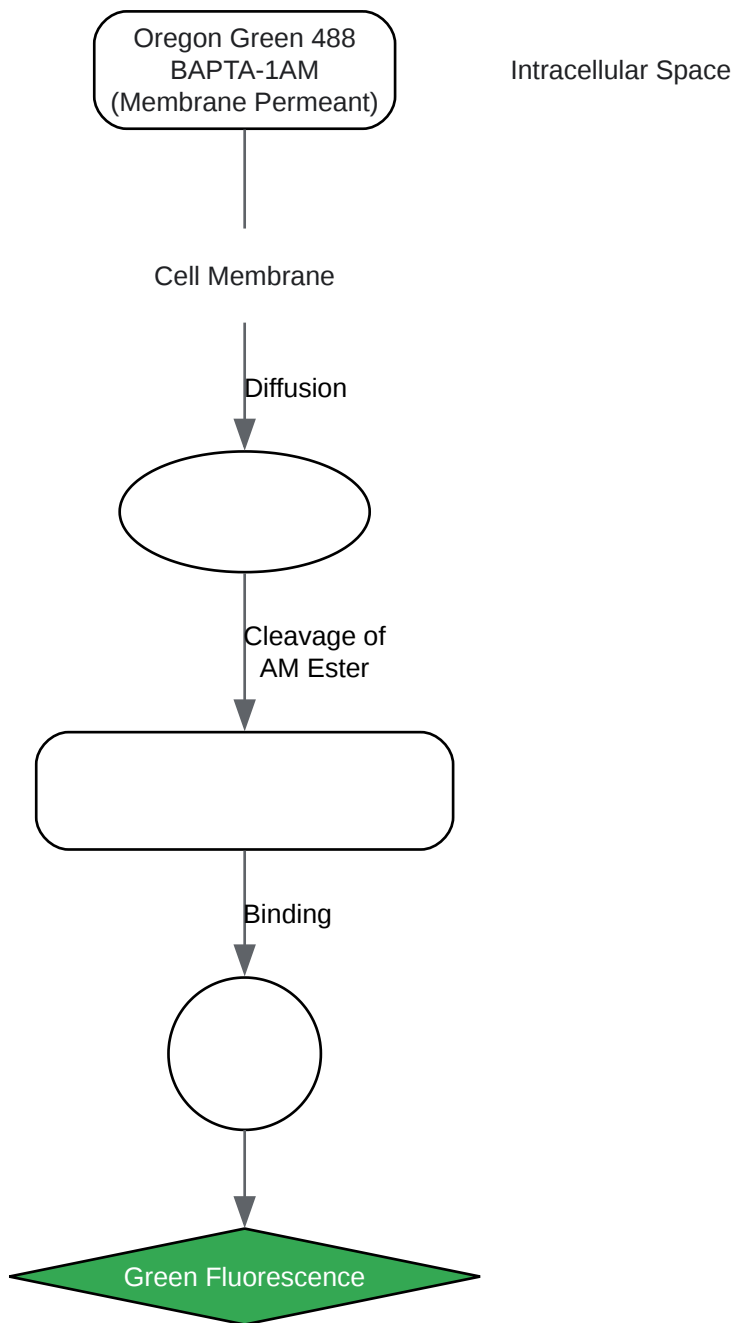 Oregon Green 488
BAPTA-1AM
(Membrane Permeant)
Intracellular Space
Cell Membrane
Diffusion
Cleavage of
AM Ester
Binding
Green Fluorescence